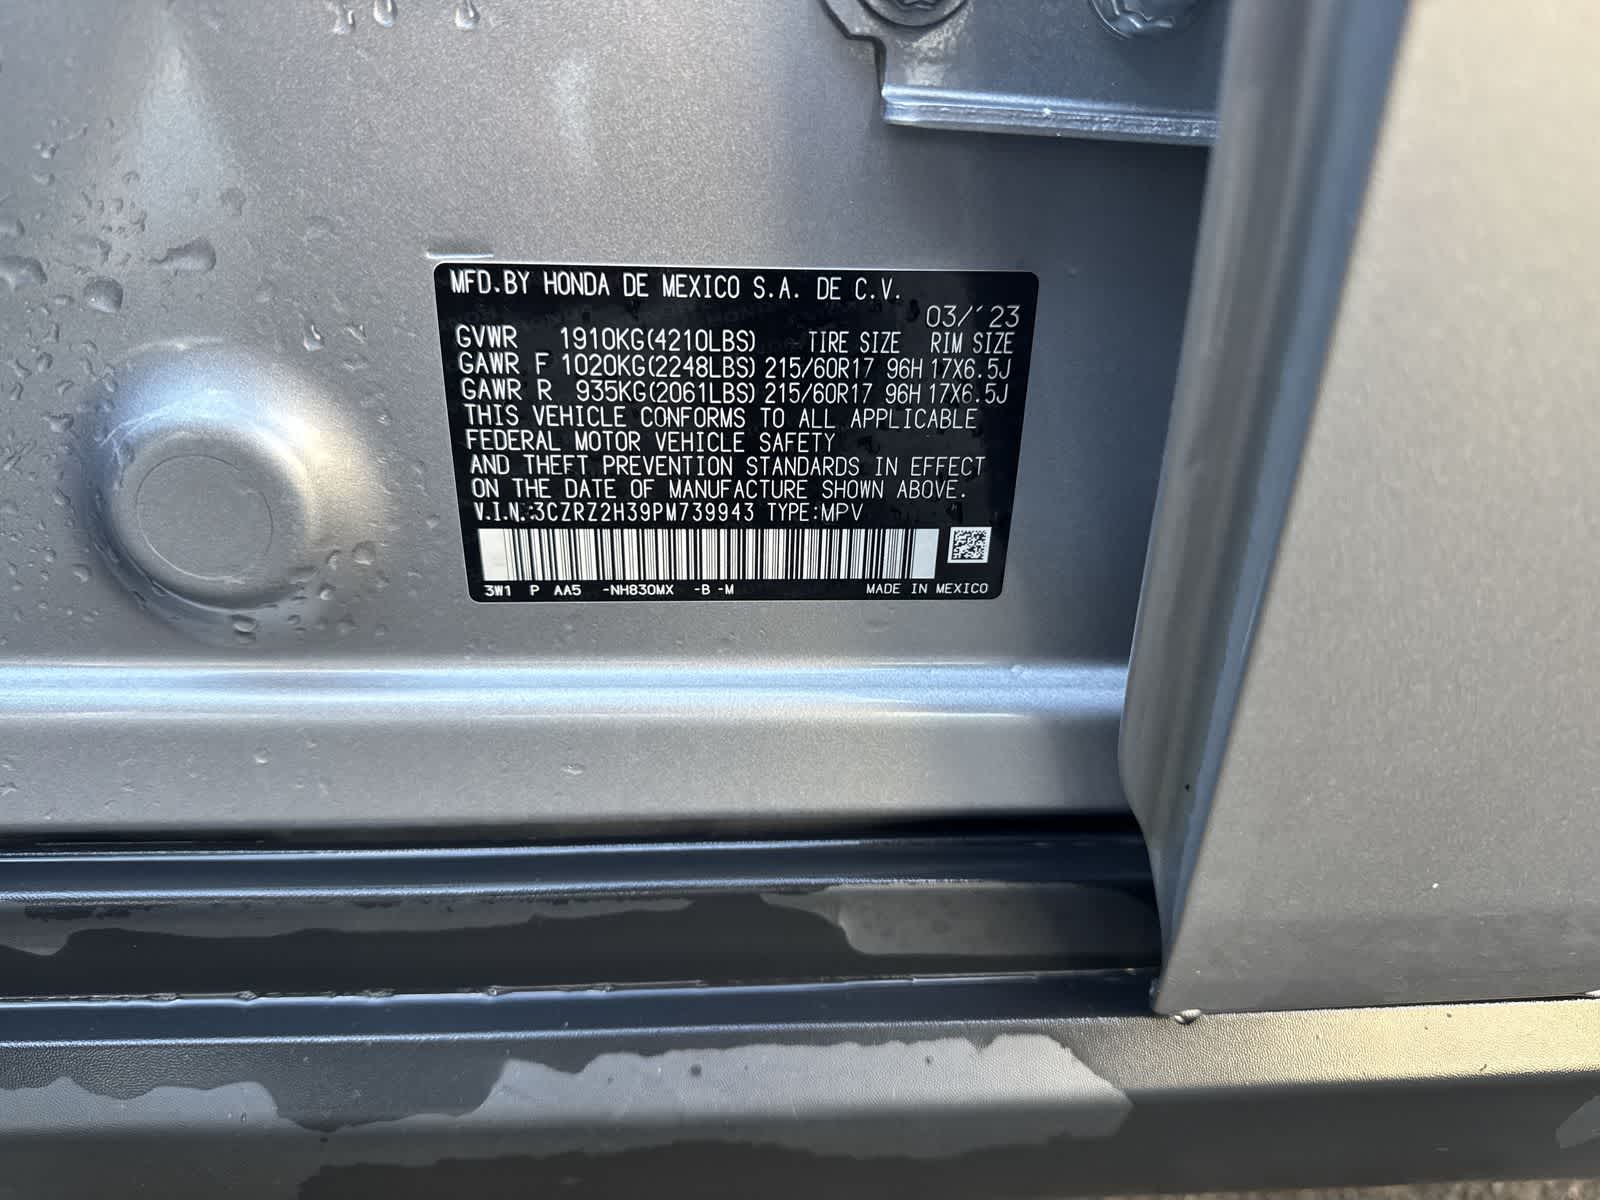 MFD.BY HONDA DE MEXICO S.A. DE C.V.
03/'23
GVWR 1910KG(4210LBS) TIRE SIZE RIM SIZE
GAWR F 1020KG(2248LBS) 215/60R17 96H 17X6.5J
GAWR R 935KG(2061LBS) 215/60R17 96H 17X6.5J
THIS VEHICLE CONFORMS TO ALL APPLICABLE
FEDERAL MOTOR VEHICLE SAFETY
AND THEFT PREVENTION STANDARDS IN EFFECT
ON THE DATE OF MANUFACTURE SHOWN ABOVE.
V.I.N.:3CZRZ2H39PM739943 TYPE:MPV
3W1 P AA5 -NH830MX -B -M MADE IN MEXICO